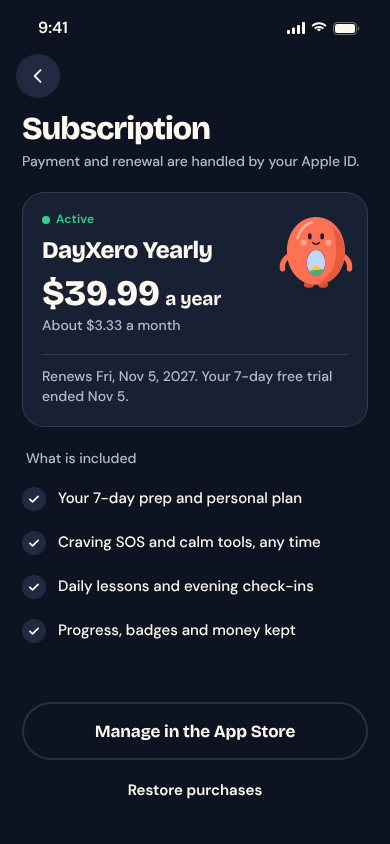 9:41
Subscription
Payment and renewal are handled by your Apple ID.
Active
DayXero Yearly
$39.99 a year
About $3.33 a month
Renews Fri, Nov 5, 2027. Your 7-day free trial
ended Nov 5.
What is included
Your 7-day prep and personal plan
Craving SOS and calm tools, any time
Daily lessons and evening check-ins
Progress, badges and money kept
Manage in the App Store
Restore purchases